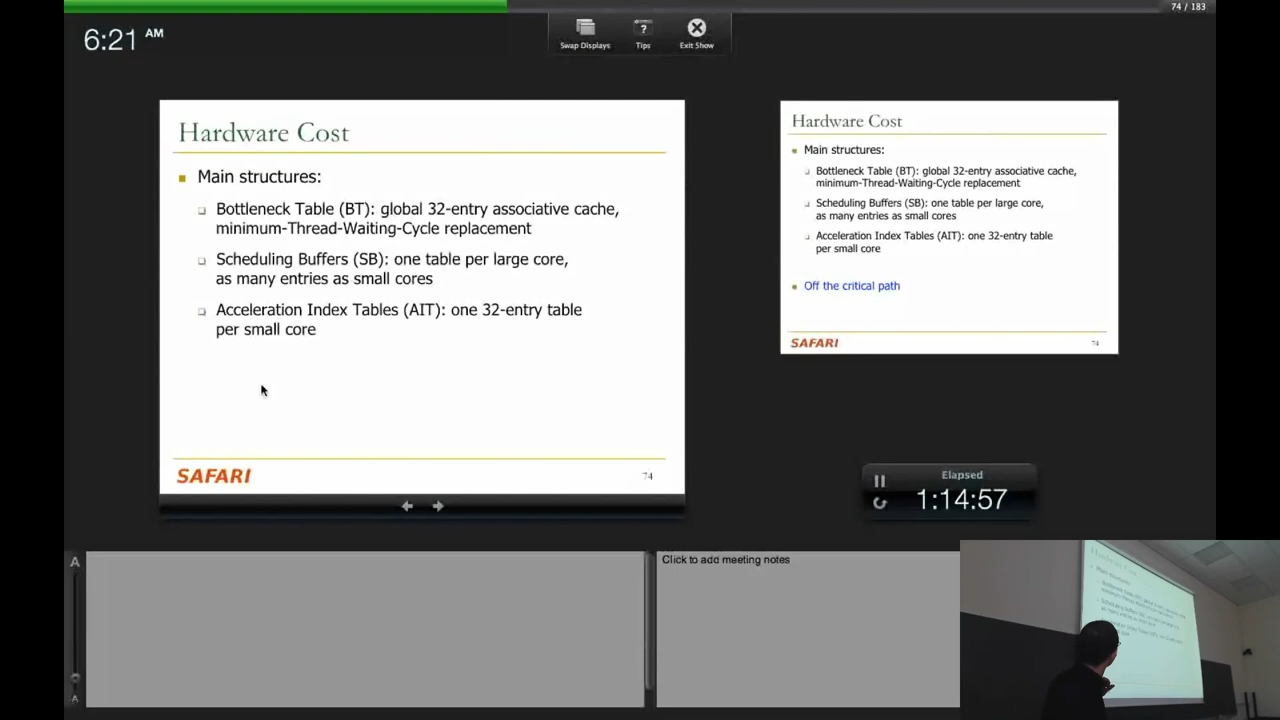 74 / 183
6:21 AM
Swap Displays
Tips
Exit Show
Hardware Cost
Main structures:
Bottleneck Table (BT): global 32-entry associative cache,
minimum-Thread-Waiting-Cycle replacement
Scheduling Buffers (SB): one table per large core,
as many entries as small cores
Acceleration Index Tables (AIT): one 32-entry table
per small core
SAFARI
74
Hardware Cost
Main structures:
Bottleneck Table (BT): global 32-entry associative cache,
minimum-Thread-Waiting-Cycle replacement
Scheduling Buffers (SB): one table per large core,
as many entries as small cores
Acceleration Index Tables (AIT): one 32-entry table
per small core
Off the critical path
SAFARI
74
Elapsed
1:14:57
A
A
Click to add meeting notes